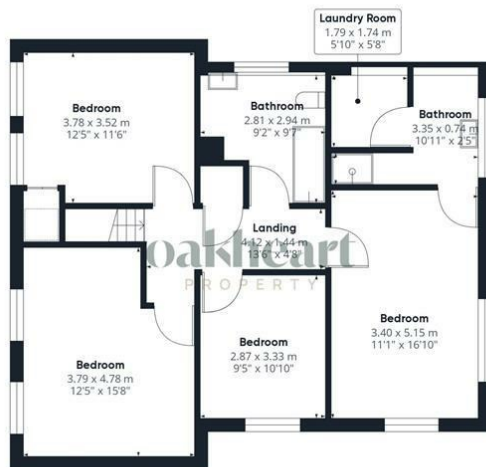 Laundry Room
1.79 x 1.74 m
5'10" x 5'8"
Bedroom
3.78 x 3.52 m
12'5" x 11'6"
Bathroom
2.81 x 2.94 m
9'2" x 9'7"
Bathroom
3.35 x 0.74 m
10'11" x 2'5"
Landing
4.12 x 1.44 m
13'6" x 4'8"
oakheart
PROPERTY
Bedroom
3.79 x 4.78 m
12'5" x 15'8"
Bedroom
2.87 x 3.33 m
9'5" x 10'10"
Bedroom
3.40 x 5.15 m
11'1" x 16'10"